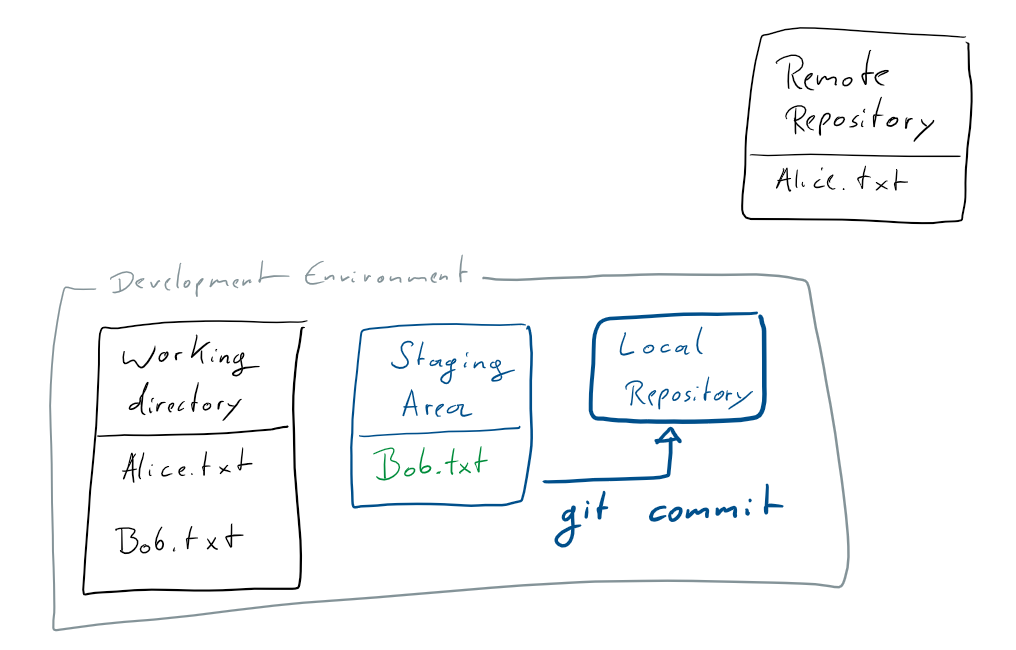 Remote
Repository
Alice.txt
Development Environment
Working
directory
Alice.txt
Bob.txt
Staging
Area
Bob.txt
Local
Repository
git commit